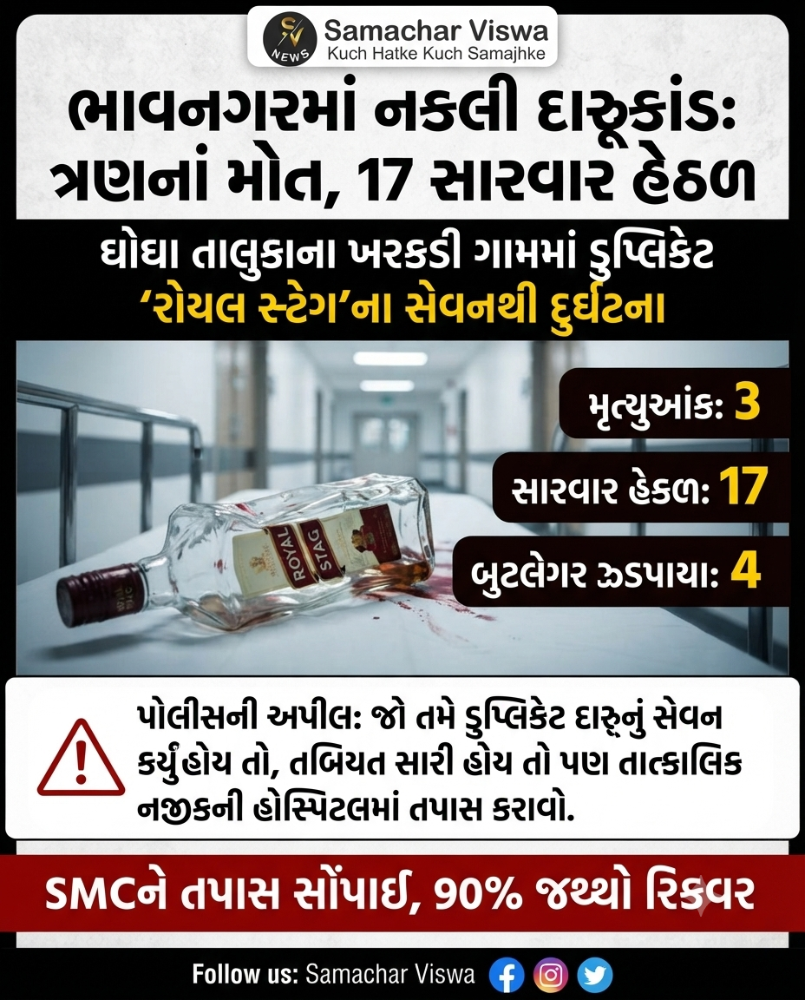 SV
NEWS
Samachar Viswa
Kuch Hatke Kuch Samajhke
ભાવનગરમાં નકલી દારૂકાંડ:
ત્રણનાં મોત, 17 સારવાર હેઠળ
ઘોઘા તાલુકાના ખરકડી ગામમાં ડુપ્લિકેટ
‘રોયલ સ્ટેગ’ના સેવનથી દુર્ઘટના
મૃત્યુઆંક: 3
સારવાર હેકળ: 17
બુટલેગર ઝડપાયા: 4
ROYAL
STAG
પોલીસની અપીલ: જો તમે ડુપ્લિકેટ દારૂનું સેવન
કર્યું હોય તો, તબિયત સારી હોય તો પણ તાત્કાલિક
નજીકની હોસ્પિટલમાં તપાસ કરાવો.
SMCને તપાસ સોંપાઈ, 90% જથ્થો રિકવર
Follow us: Samachar Viswa